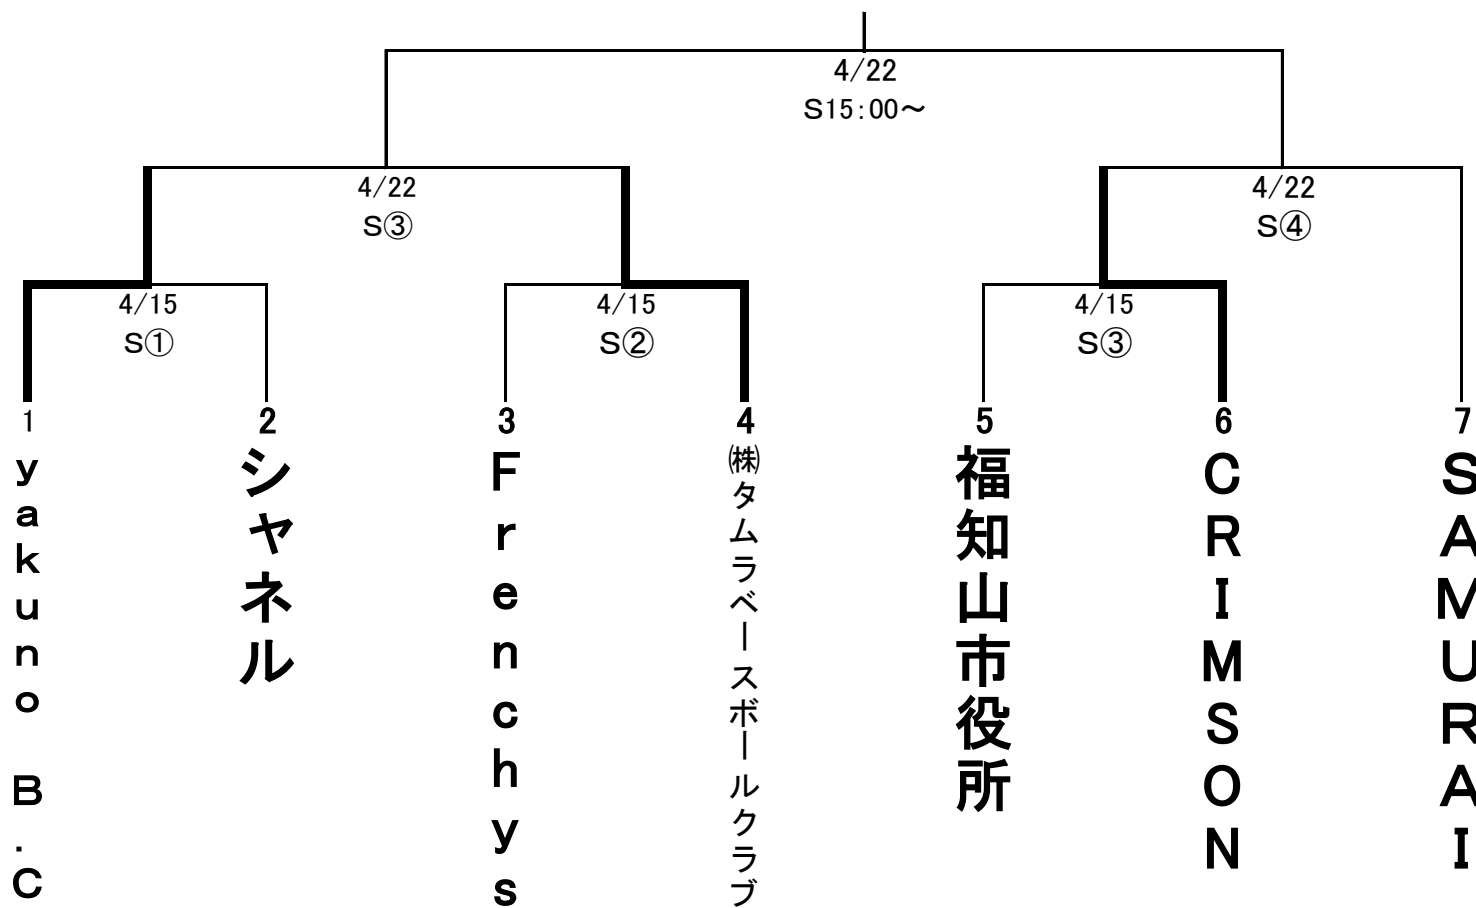 4/22
S15:00～
4/22
S③
4/22
S④
4/15
S①
4/15
S②
4/15
S③
1
2
3
4
5
6
7
yakuno B.C
シャネル
Frenchys
㈱タムラベースボールクラブ
福知山市役所
CRIMSON
SAMURAI